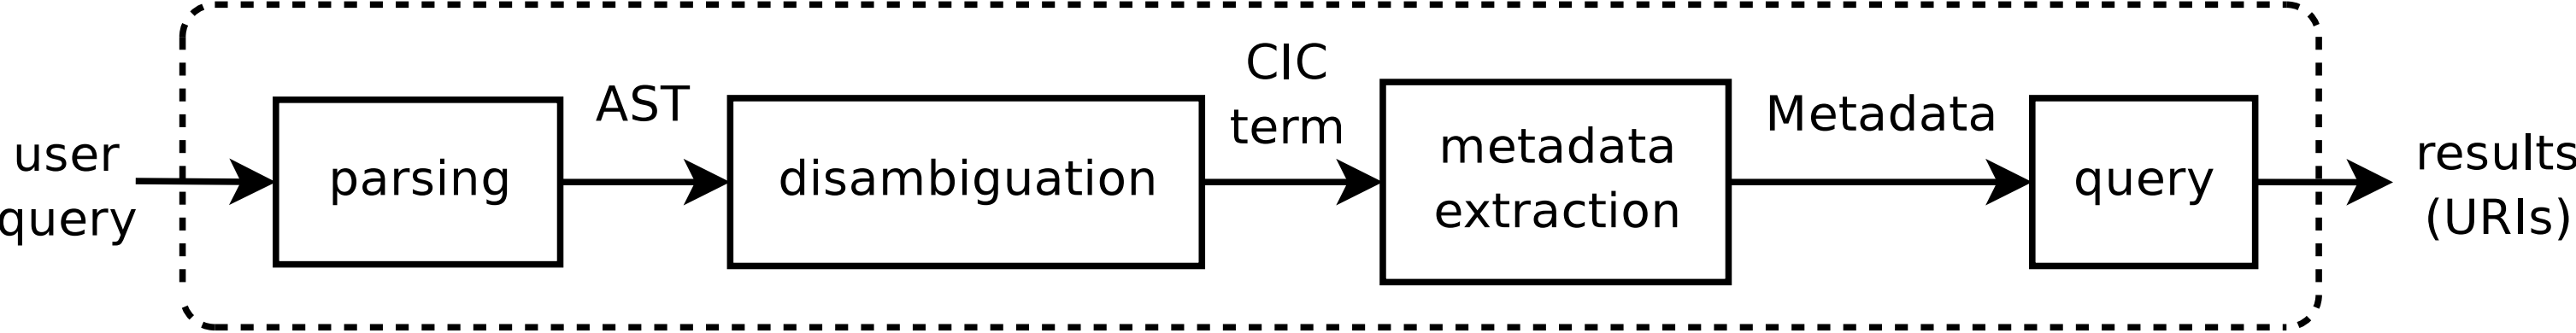 user
query
parsing
AST
disambiguation
CIC
term
metadata
extraction
Metadata
query
results
(URIs)